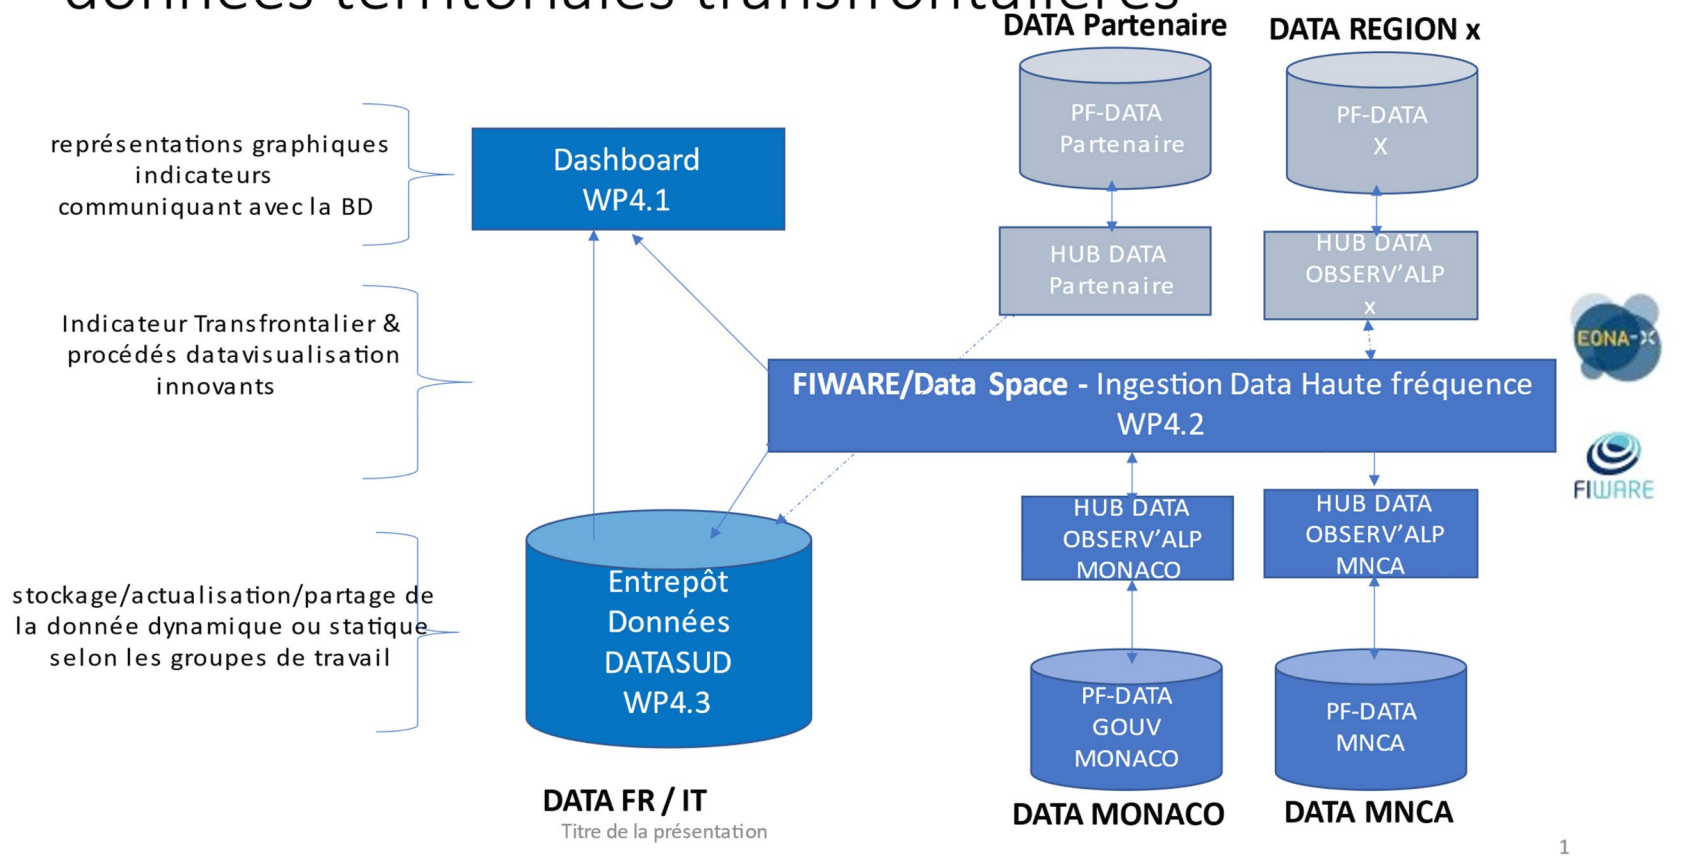 données territoriales transfrontalières
DATA Partenaire
DATA REGION x
PF-DATA
Partenaire
PF-DATA
X
représentations graphiques
indicateurs
communiquant avec la BD
Dashboard
WP4.1
HUB DATA
Partenaire
HUB DATA
OBSERV’ALP
x
Indicateur Transfrontalier &
procédés datavisualisation
innovants
EONA-X
FIWARE/Data Space - Ingestion Data Haute fréquence
WP4.2
FIWARE
HUB DATA
OBSERV’ALP
MONACO
HUB DATA
OBSERV’ALP
MNCA
stockage/actualisation/partage de
la donnée dynamique ou statique
selon les groupes de travail
Entrepôt
Données
DATASUD
WP4.3
PF-DATA
GOUV
MONACO
PF-DATA
MNCA
DATA FR / IT
DATA MONACO
DATA MNCA
Titre de la présentation
1